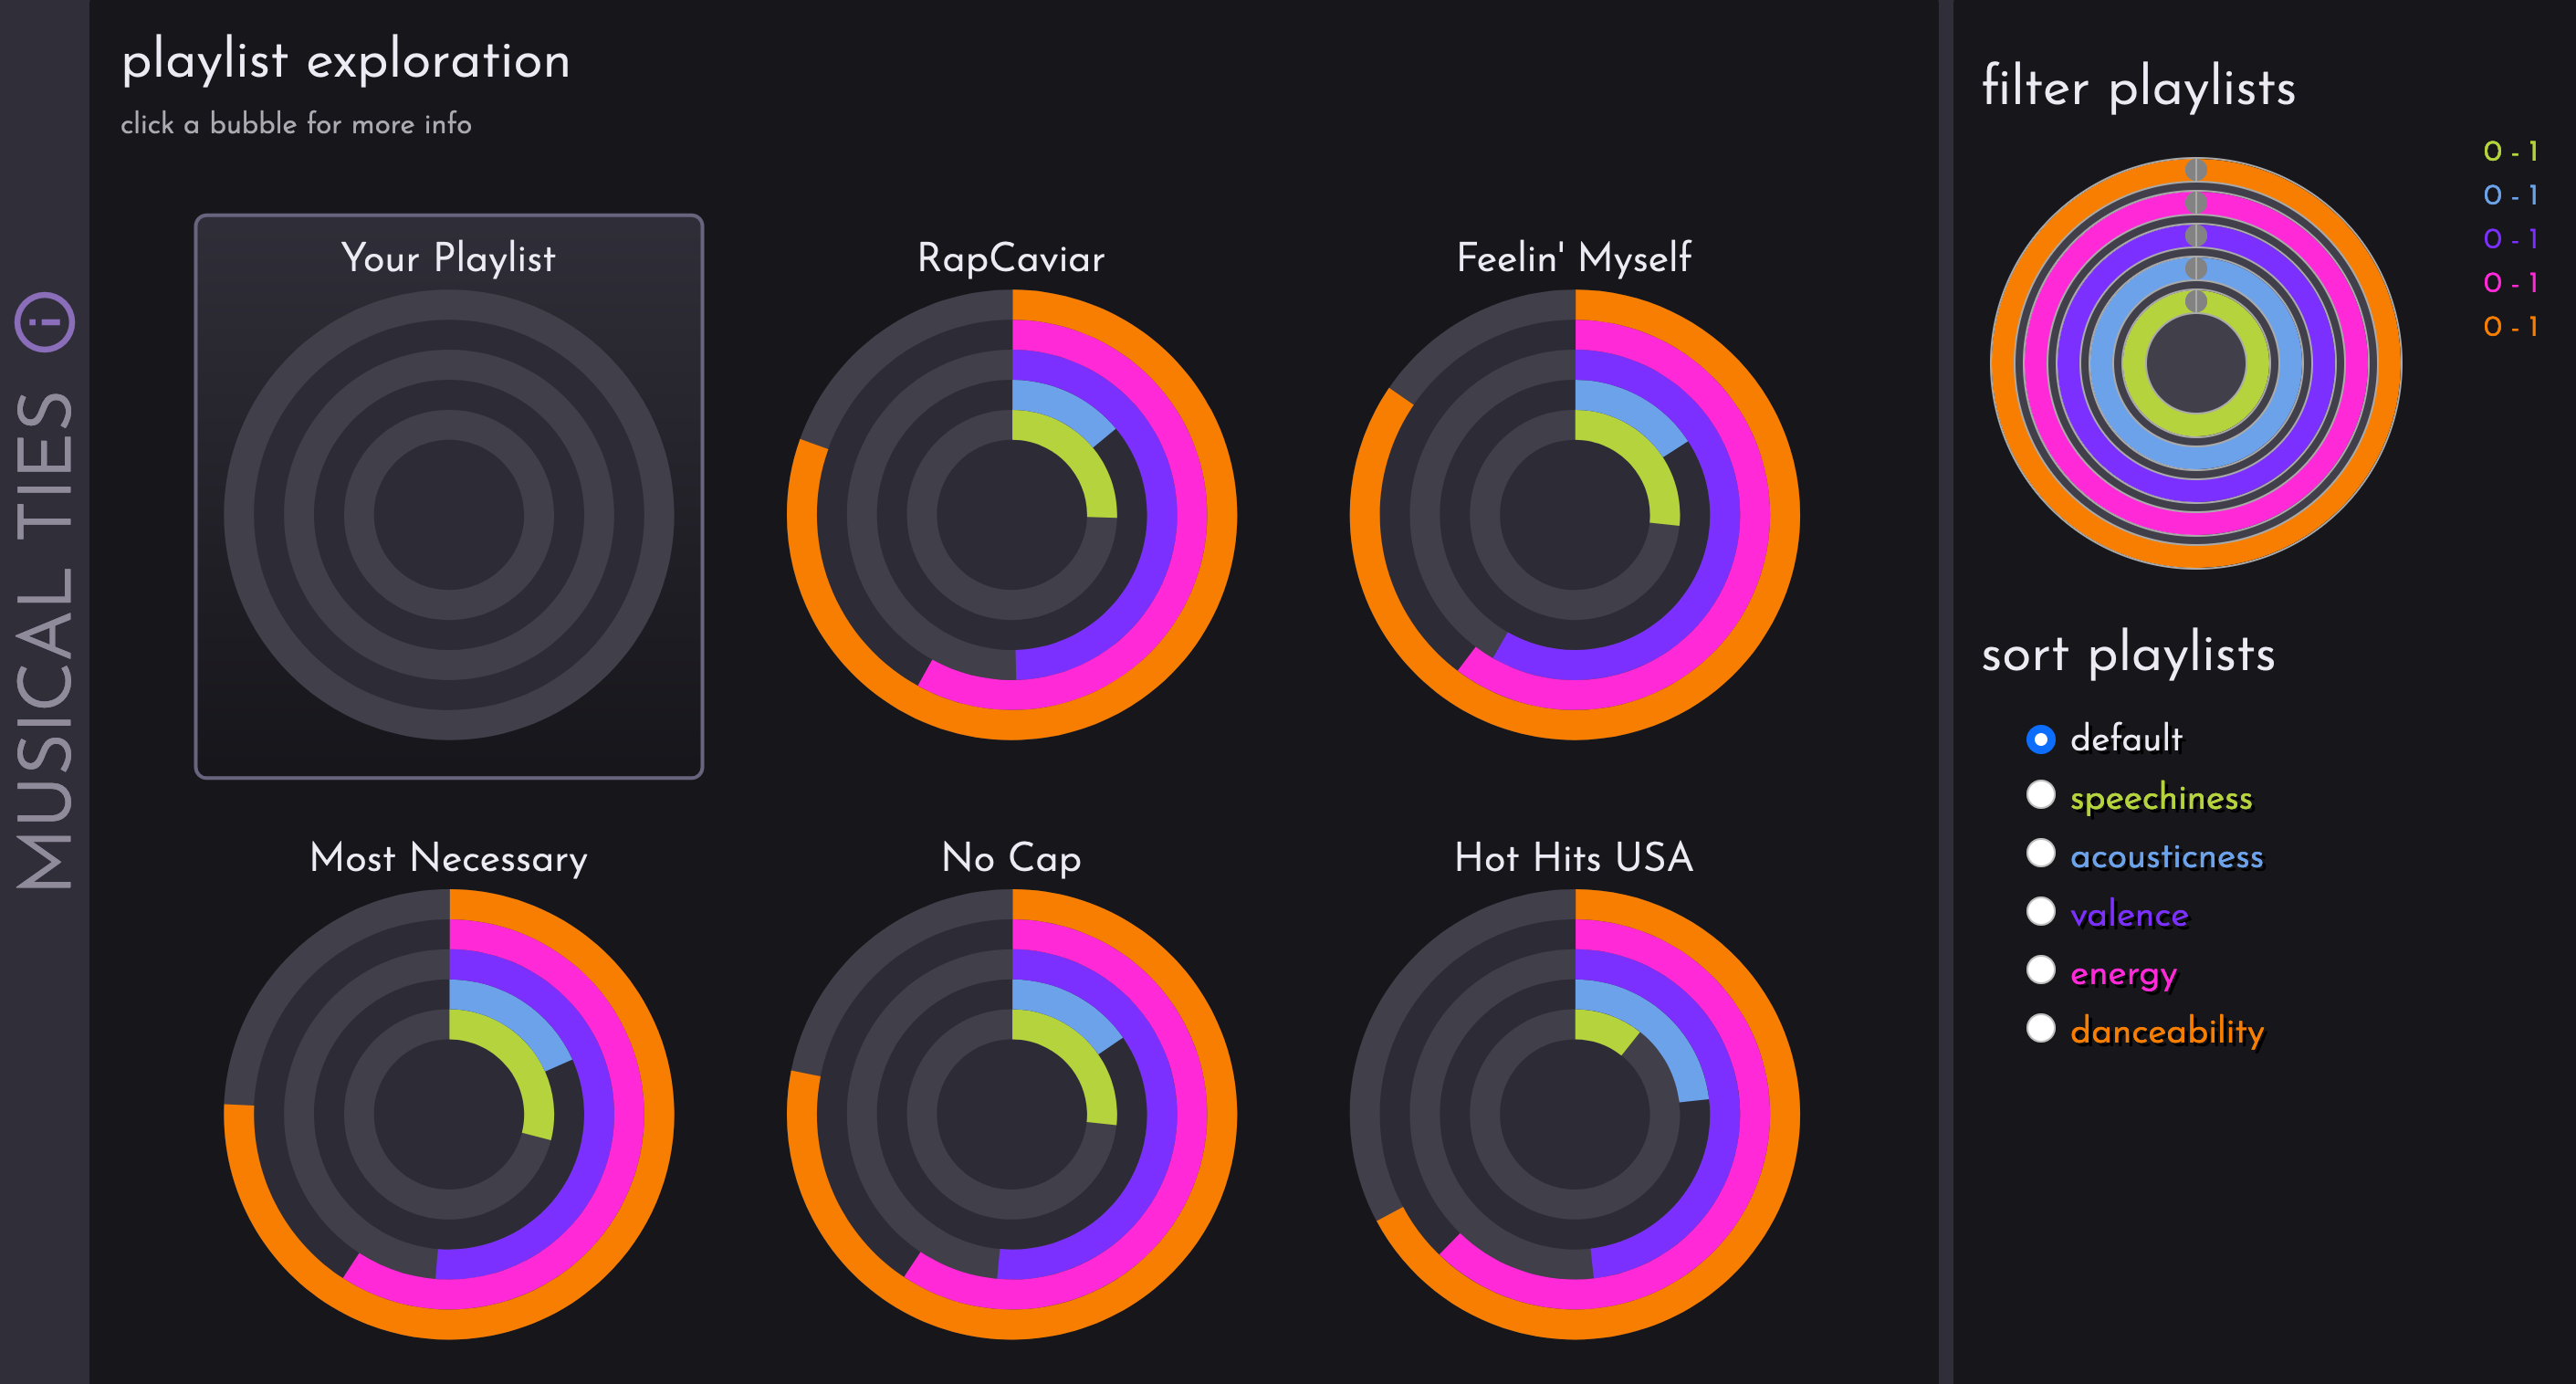 MUSICAL TIES
i
playlist exploration
click a bubble for more info
Your Playlist
RapCaviar
Feelin' Myself
Most Necessary
No Cap
Hot Hits USA
filter playlists
0 - 1
0 - 1
0 - 1
0 - 1
0 - 1
sort playlists
default
speechiness
acousticness
valence
energy
danceability